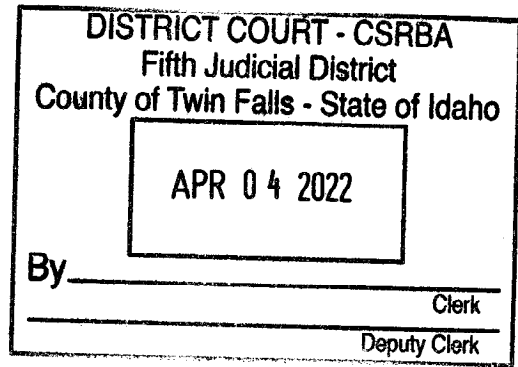 DISTRICT COURT - CSRBA
Fifth Judicial District
County of Twin Falls - State of Idaho
APR 04 2022
By
Clerk
Deputy Clerk